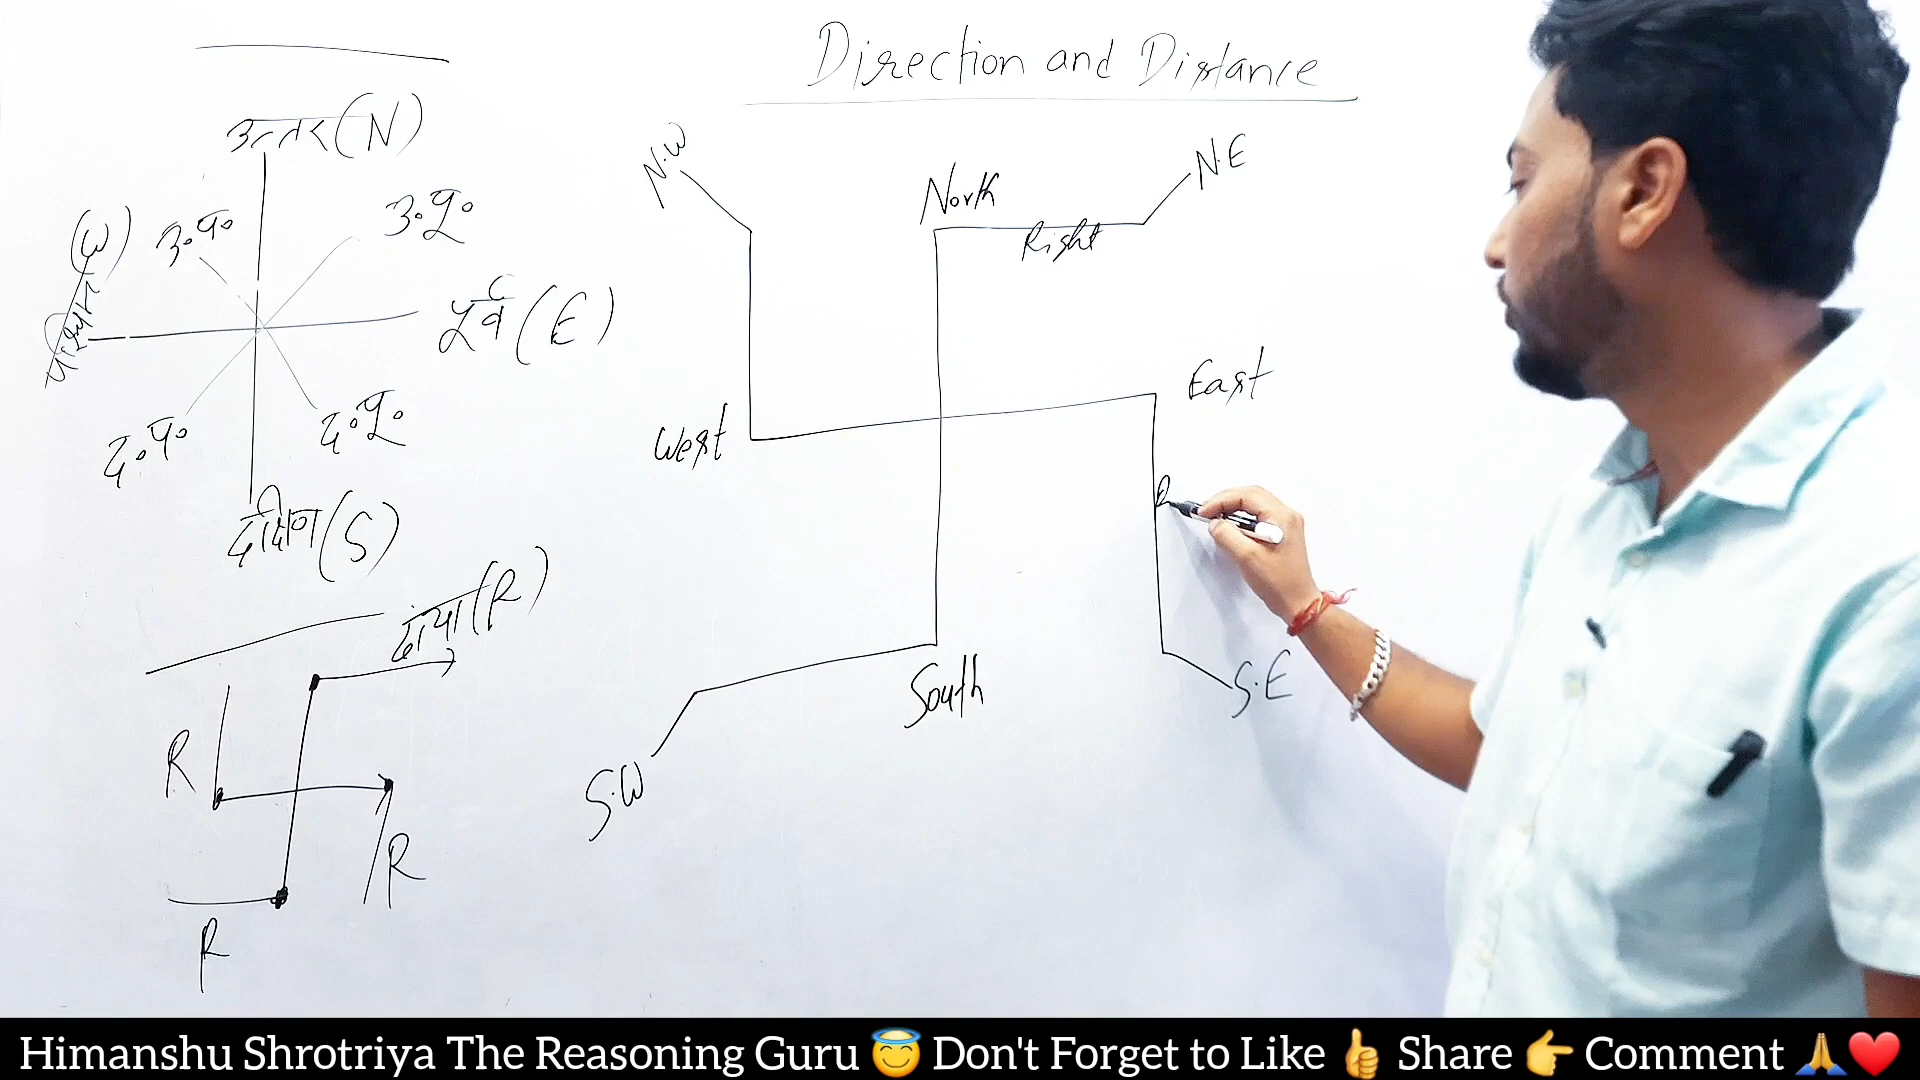 Direction and Distance
उत्तर (N)
उ॰प॰
उ॰पू॰
(W)
पश्चिम
पूर्व (E)
द॰प॰
द॰पू॰
दक्षिण (S)
दांया (R)
R
R
R
N.W
North
N.E
Right
East
West
R
South
S.E
S.W
Himanshu Shrotriya The Reasoning Guru 😇 Don't Forget to Like 👍 Share 👉 Comment 🙏❤️